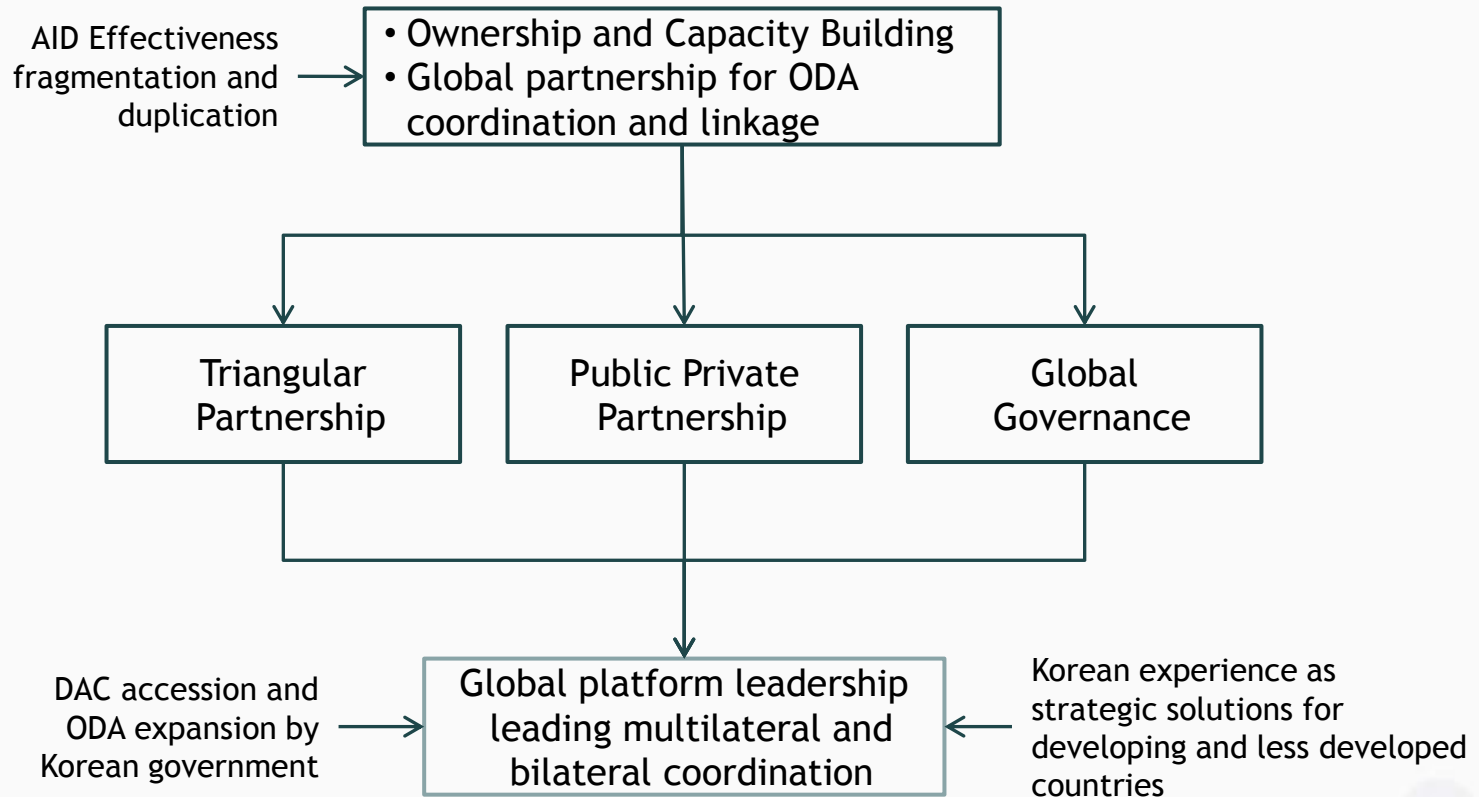 AID Effectiveness
fragmentation and
duplication
• Ownership and Capacity Building
• Global partnership for ODA
coordination and linkage
Triangular
Partnership
Public Private
Partnership
Global
Governance
DAC accession and
ODA expansion by
Korean government
Global platform leadership
leading multilateral and
bilateral coordination
Korean experience as
strategic solutions for
developing and less developed
countries